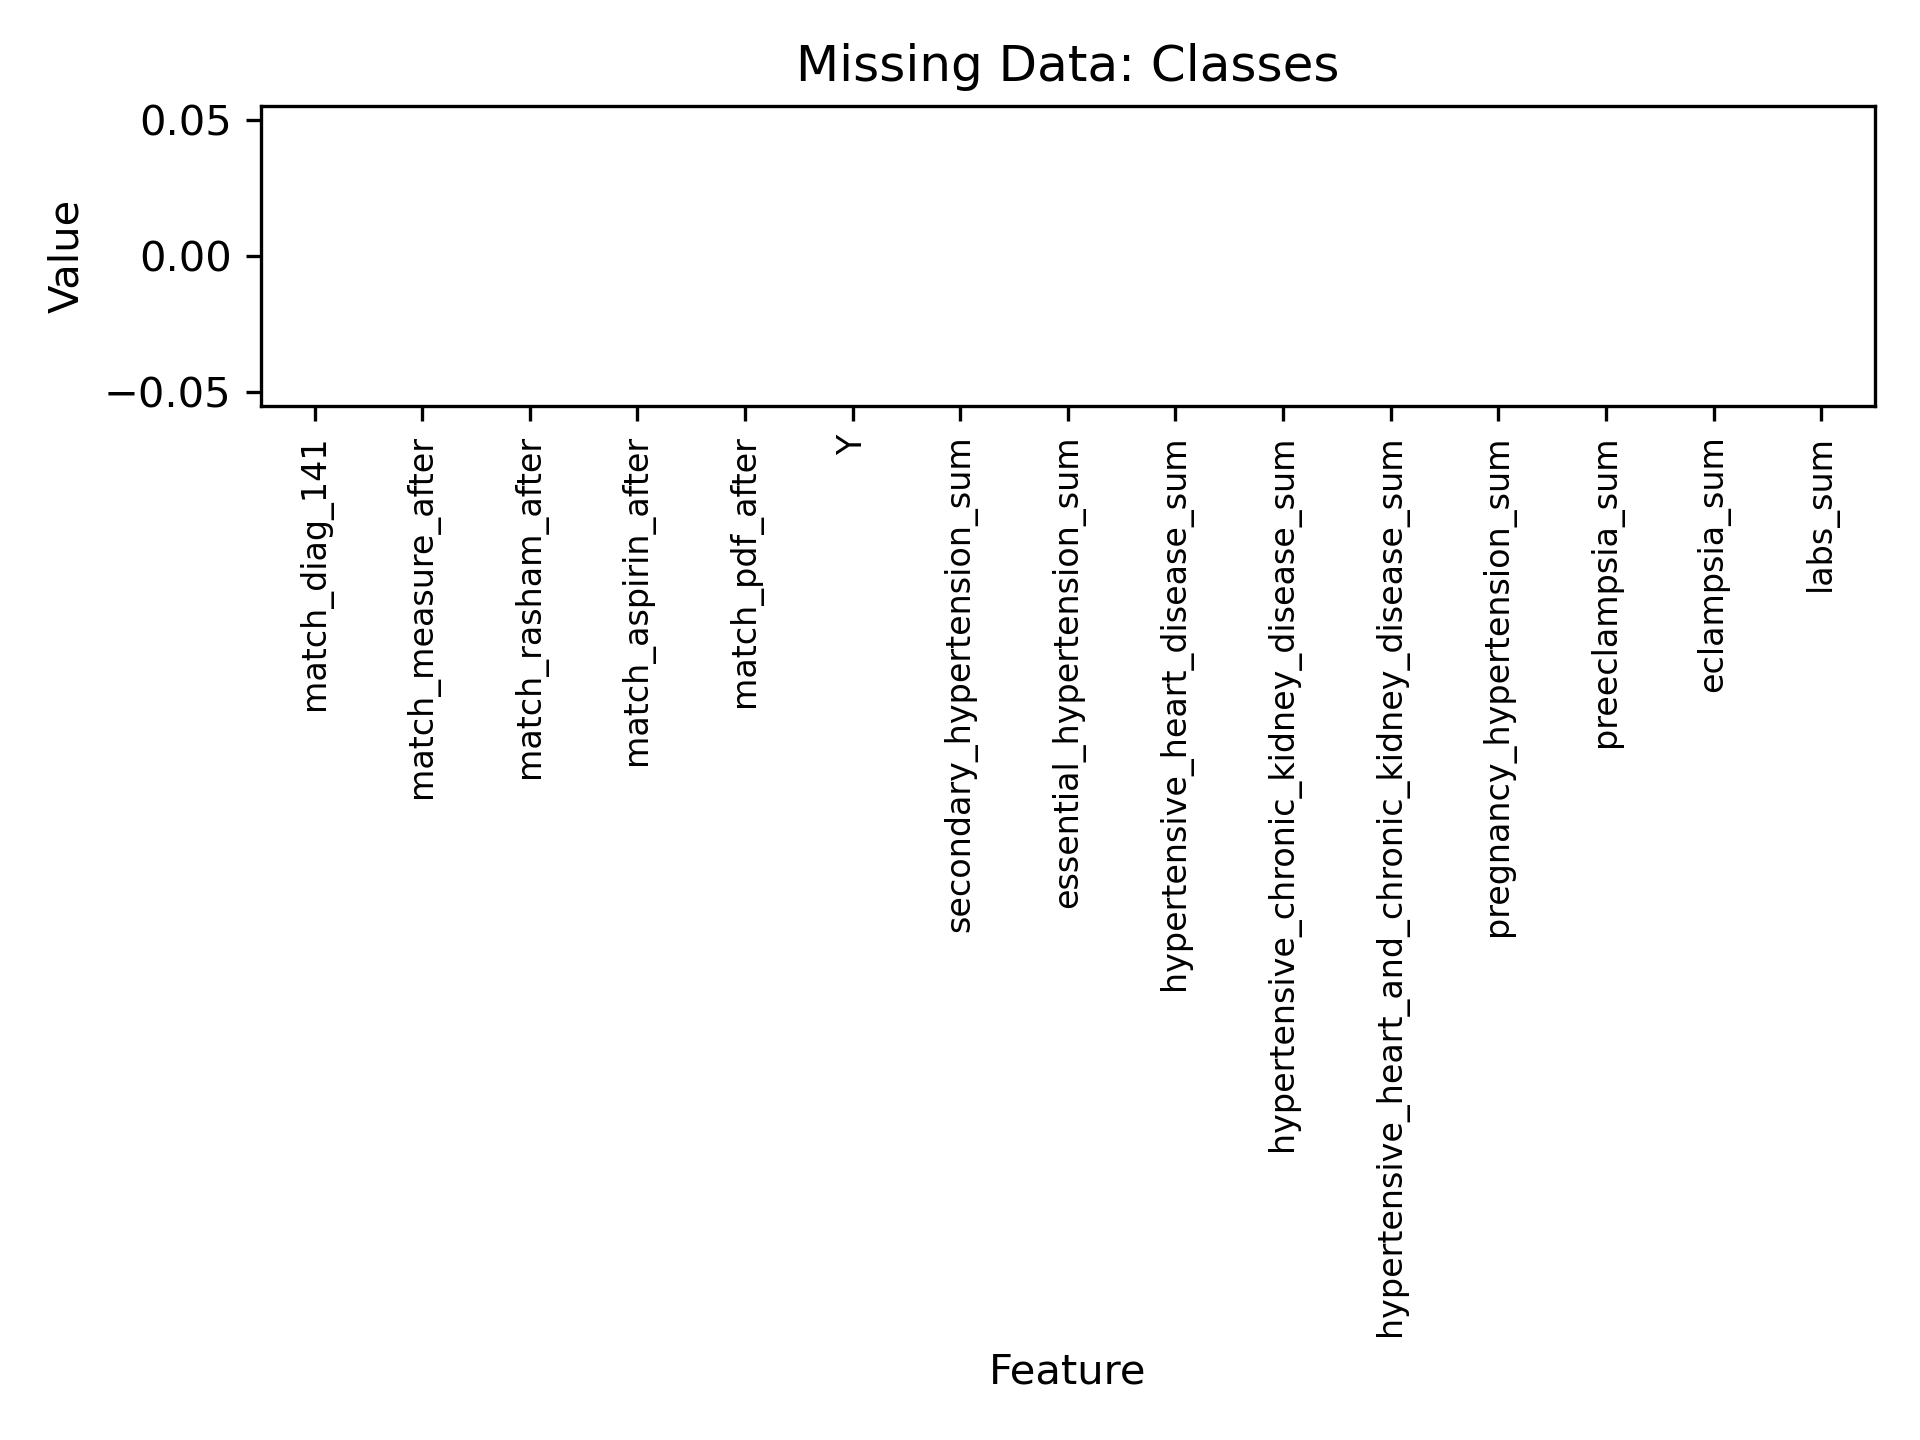 Missing Data: Classes
0.05
0.00
−0.05
Value
match_diag_141
match_measure_after
match_rasham_after
match_aspirin_after
match_pdf_after
Y
secondary_hypertension_sum
essential_hypertension_sum
hypertensive_heart_disease_sum
hypertensive_chronic_kidney_disease_sum
hypertensive_heart_and_chronic_kidney_disease_sum
pregnancy_hypertension_sum
preeclampsia_sum
eclampsia_sum
labs_sum
Feature